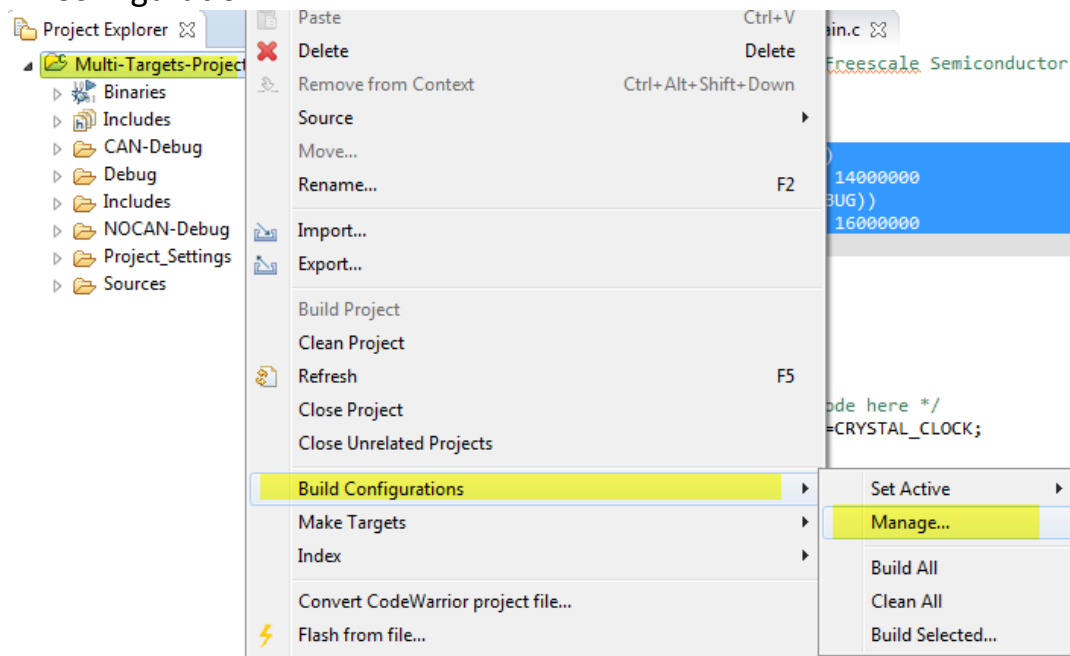 Project Explorer
Multi-Targets-Project
Binaries
Includes
CAN-Debug
Debug
Includes
NOCAN-Debug
Project_Settings
Sources
Paste Ctrl+V
Delete Delete
Remove from Context Ctrl+Alt+Shift+Down
Source
Move...
Rename... F2
Import...
Export...
Build Project
Clean Project
Refresh F5
Close Project
Close Unrelated Projects
Build Configurations
Make Targets
Index
Convert CodeWarrior project file...
Flash from file...
Set Active
Manage...
Build All
Clean All
Build Selected...
ain.c
Freescale Semiconductor
)
14000000
BUG))
16000000
ode here */
=CRYSTAL_CLOCK;